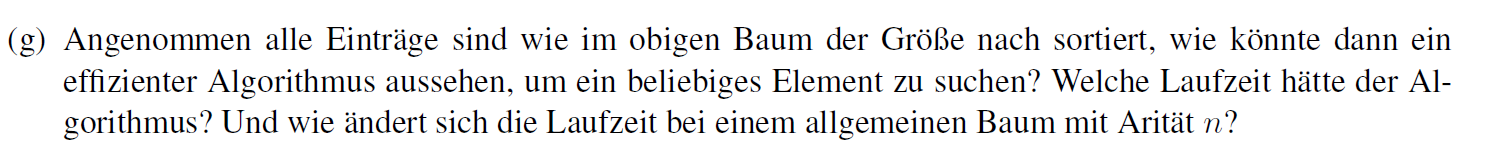 (g) Angenommen alle Einträge sind wie im obigen Baum der Größe nach sortiert, wie könnte dann ein
effizienter Algorithmus aussehen, um ein beliebiges Element zu suchen? Welche Laufzeit hätte der Al-
gorithmus? Und wie ändert sich die Laufzeit bei einem allgemeinen Baum mit Arität n?